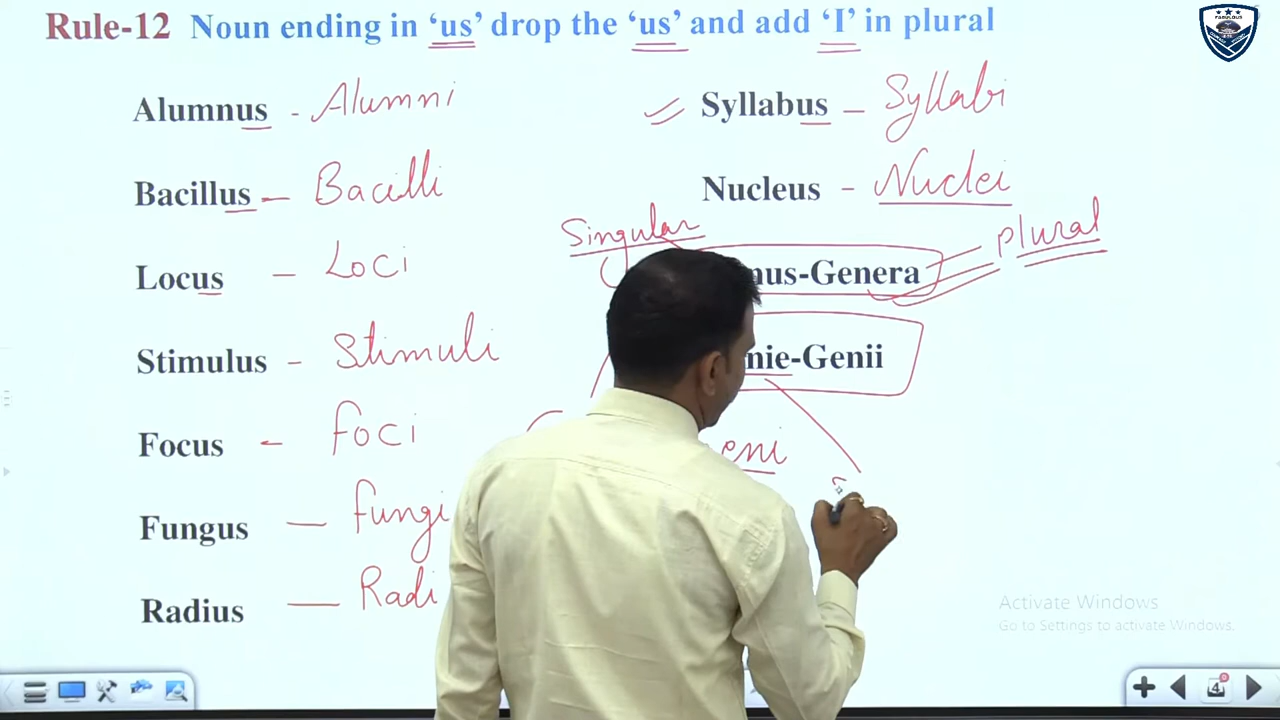 Rule-12 Noun ending in ‘us’ drop the ‘us’ and add ‘I’ in plural
Alumnus - Alumni
Bacillus - Bacilli
Locus - Loci
Stimulus - Stimuli
Focus - Foci
Fungus - Fungi
Radius - Radi
Syllabus - Syllabi
Nucleus - Nuclei
Singular
plural
nus-Genera
nie-Genii
eni
Activate Windows
Go to Settings to activate Windows.
4